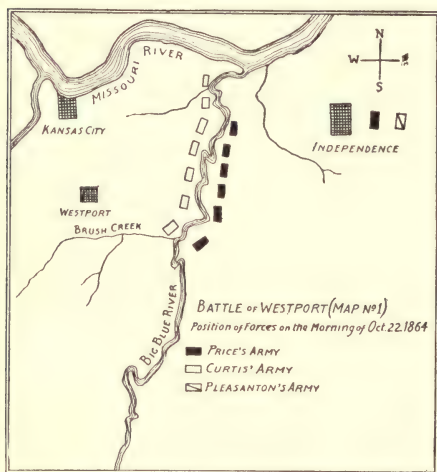 N
W E
S
MISSOURI RIVER
KANSAS CITY
INDEPENDENCE
WESTPORT
BRUSH CREEK
BIG BLUE RIVER
BATTLE OF WESTPORT (MAP Nº1)
Position of Forces on the Morning of Oct. 22. 1864
PRICE'S ARMY
CURTIS' ARMY
PLEASANTON'S ARMY